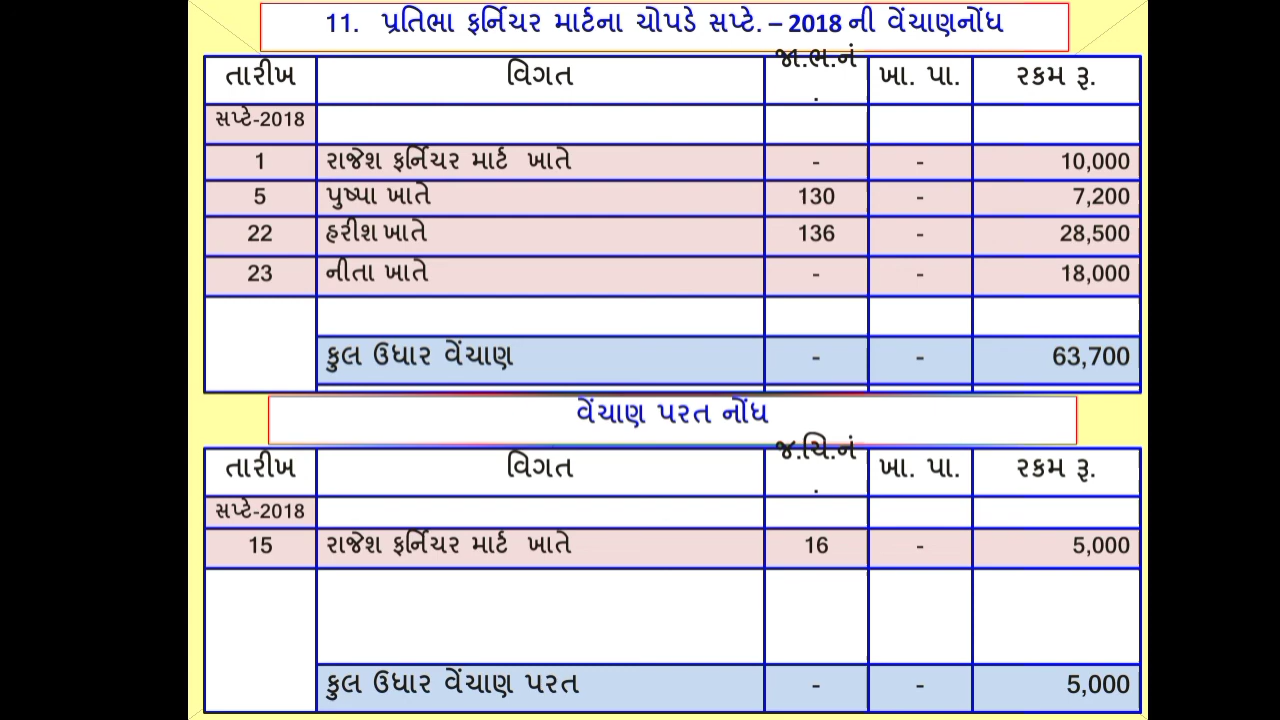 11. પ્રતિભા ફર્નિચર માર્ટના ચોપડે સપ્ટે. – 2018 ની વેંચાણનોંધ
તારીખ વિગત જા.ભ.નં. ખા. પા. રકમ રૂ.
સપ્ટે-2018
1 રાજેશ ફર્નિચર માર્ટ ખાતે - - 10,000
5 પુષ્પા ખાતે 130 - 7,200
22 હરીશ ખાતે 136 - 28,500
23 નીતા ખાતે - - 18,000
કુલ ઉધાર વેંચાણ - - 63,700
વેંચાણ પરત નોંધ
તારીખ વિગત જ.ચિ.નં. ખા. પા. રકમ રૂ.
સપ્ટે-2018
15 રાજેશ ફર્નિચર માર્ટ ખાતે 16 - 5,000
કુલ ઉધાર વેંચાણ પરત - - 5,000